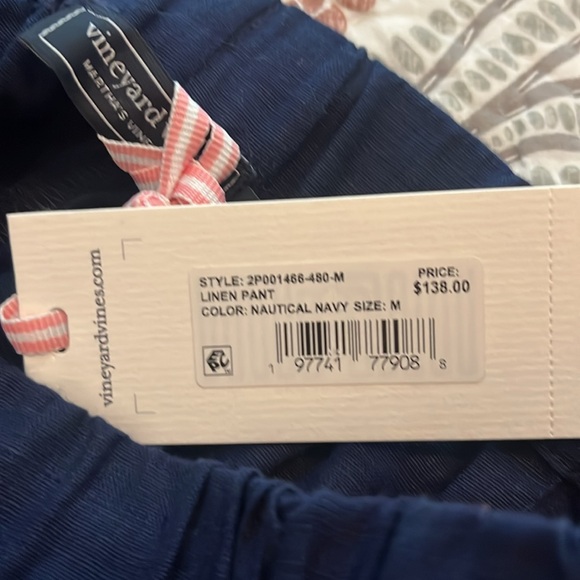 vineyard
MARTHA'S VINE
vineyardvines.com
STYLE: 2P001466-480-M
LINEN PANT
COLOR: NAUTICAL NAVY SIZE: M
PRICE:
$138.00
1 97741 77908 8